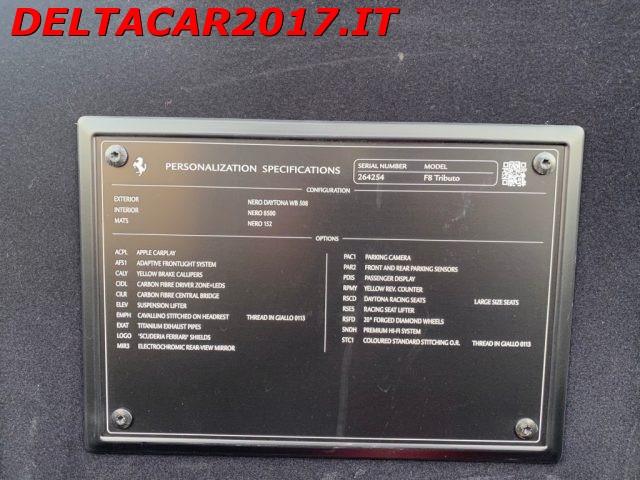 DELTACAR2017.IT
PERSONALIZATION SPECIFICATIONS
SERIAL NUMBER MODEL
264254 F8 Tributo
CONFIGURATION
EXTERIOR NERO DAYTONA WB 508
INTERIOR NERO 8500
MATS NERO 152
OPTIONS
ACPL APPLE CARPLAY
AFS1 ADAPTIVE FRONTLIGHT SYSTEM
CALY YELLOW BRAKE CALLIPERS
CIDL CARBON FIBRE DRIVER ZONE+LEDS
CILR CARBON FIBRE CENTRAL BRIDGE
ELEV SUSPENSION LIFTER
EMPH CAVALLINO STITCHED ON HEADREST THREAD IN GIALLO 0113
EXAT TITANIUM EXHAUST PIPES
LOGO "SCUDERIA FERRARI" SHIELDS
MIR3 ELECTROCHROMIC REAR-VIEW MIRROR
PAC1 PARKING CAMERA
PAR2 FRONT AND REAR PARKING SENSORS
PDIS PASSENGER DISPLAY
RPMY YELLOW REV. COUNTER
RSCD DAYTONA RACING SEATS LARGE SIZE SEATS
RSES RACING SEAT LIFTER
RSFD 20" FORGED DIAMOND WHEELS
SNDH PREMIUM HI-FI SYSTEM
STC1 COLOURED STANDARD STITCHING O.R. THREAD IN GIALLO 0113